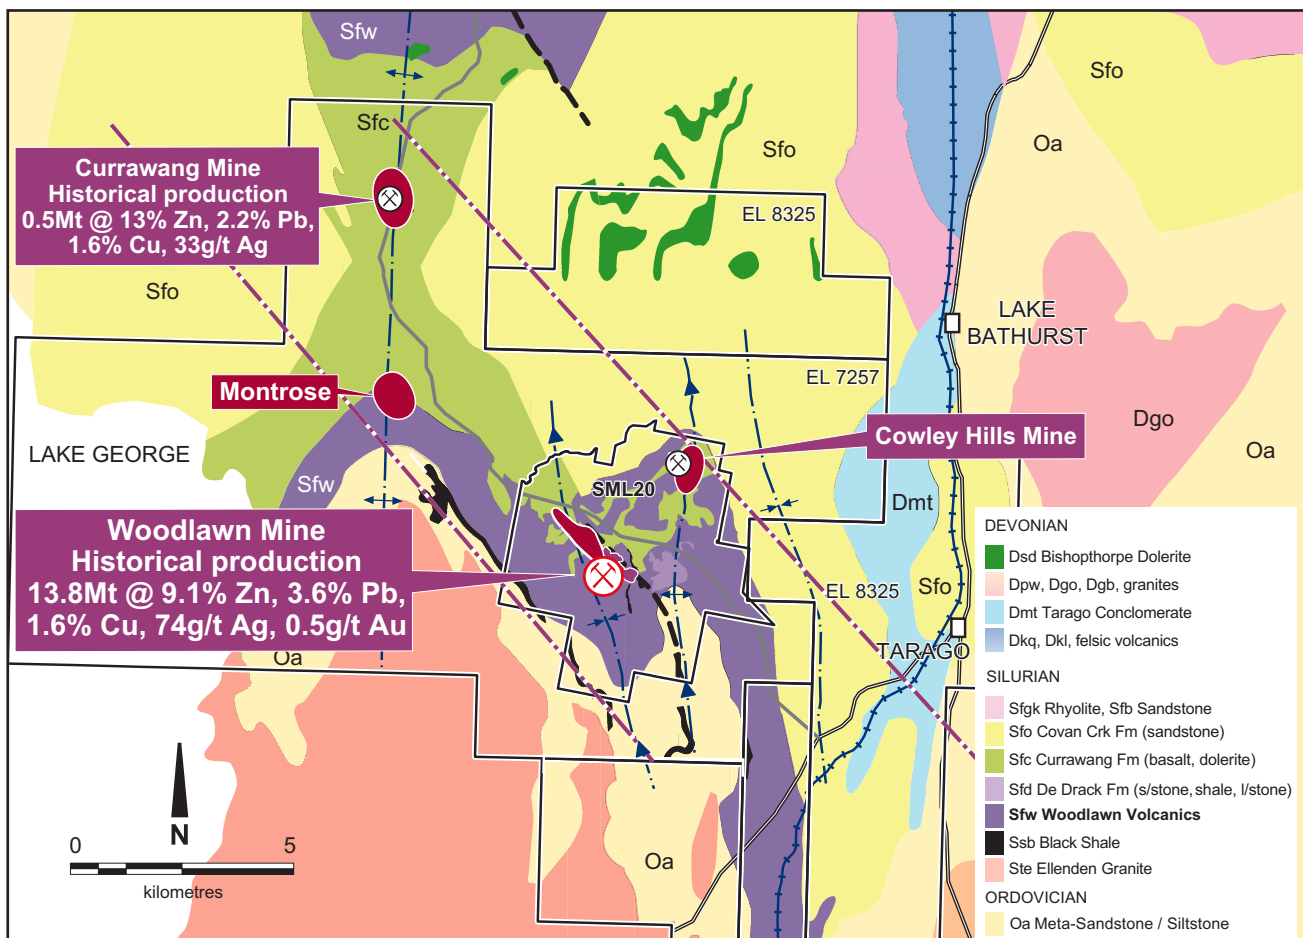 Sfw
Sfo
Sfc
Oa
Sfo
Currawang Mine
Historical production
0.5Mt @ 13% Zn, 2.2% Pb,
1.6% Cu, 33g/t Ag
EL 8325
Sfo
LAKE
BATHURST
EL 7257
Montrose
Dgo
Cowley Hills Mine
LAKE GEORGE
Oa
Sfw
SML20
Dmt
Woodlawn Mine
Historical production
13.8Mt @ 9.1% Zn, 3.6% Pb,
1.6% Cu, 74g/t Ag, 0.5g/t Au
EL 8325
Sfo
Oa
TARAGO
N
0 5
kilometres
Oa
DEVONIAN
Dsd Bishopthorpe Dolerite
Dpw, Dgo, Dgb, granites
Dmt Tarago Conclomerate
Dkq, Dkl, felsic volcanics
SILURIAN
Sfgk Rhyolite, Sfb Sandstone
Sfo Covan Crk Fm (sandstone)
Sfc Currawang Fm (basalt, dolerite)
Sfd De Drack Fm (s/stone, shale, l/stone)
Sfw Woodlawn Volcanics
Ssb Black Shale
Ste Ellenden Granite
ORDOVICIAN
Oa Meta-Sandstone / Siltstone